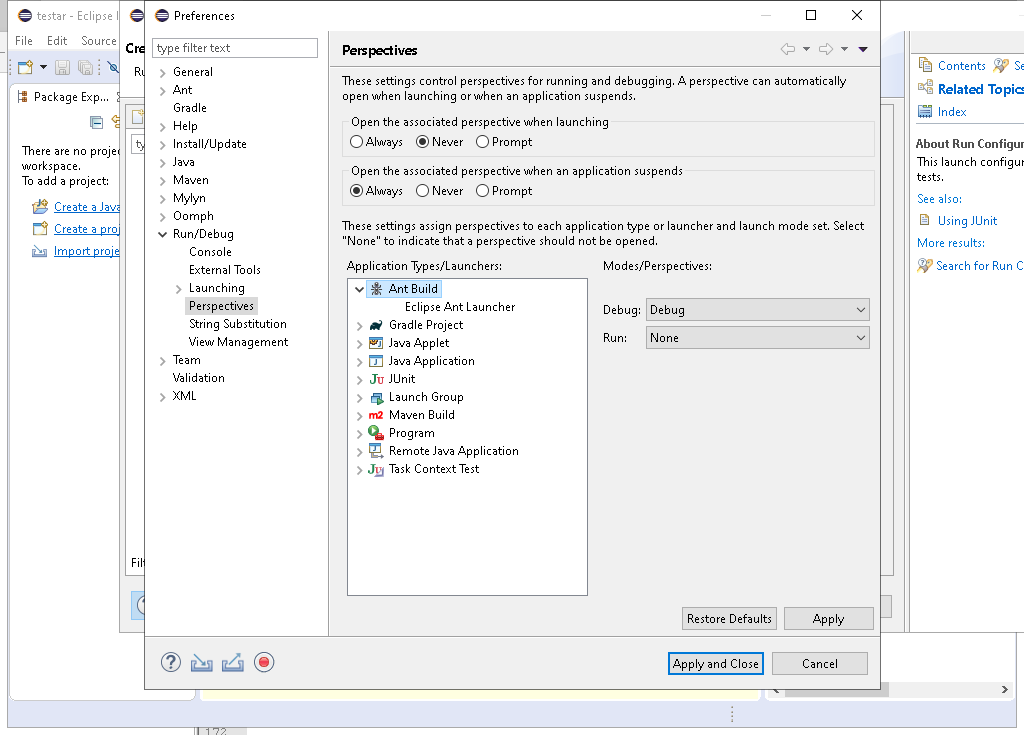 testar - Eclipse I
Preferences
File Edit Source
Cre
type filter text
Perspectives
These settings control perspectives for running and debugging. A perspective can automatically
open when launching or when an application suspends.
Open the associated perspective when launching
Always Never Prompt
Open the associated perspective when an application suspends
Always Never Prompt
These settings assign perspectives to each application type or launcher and launch mode set. Select
"None" to indicate that a perspective should not be opened.
Application Types/Launchers:
Modes/Perspectives:
Ant Build
Eclipse Ant Launcher
Gradle Project
Java Applet
Java Application
Ju JUnit
Launch Group
m2 Maven Build
Program
Remote Java Application
Task Context Test
Debug: Debug
Run: None
Restore Defaults
Apply
Apply and Close
Cancel
General
Ant
Gradle
Help
Install/Update
Java
Maven
Mylyn
Oomph
Run/Debug
Console
External Tools
Launching
Perspectives
String Substitution
View Management
Team
Validation
XML
Ru
Package Exp...
ty
There are no proje
workspace.
To add a project:
Create a Java
Create a proj
Import proje
Filt
Contents Se
Related Topics
Index
About Run Configur
This launch configur
tests.
See also:
Using JUnit
More results:
Search for Run C
172